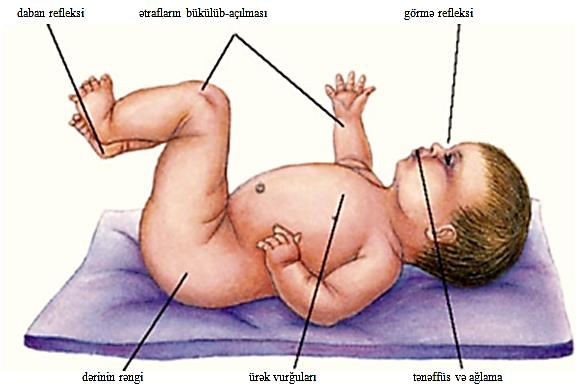 daban refleksi
ətrafların bükülüb-açılması
görmə refleksi
dərinin rəngi
ürək vurğuları
tənəffüs və ağlama